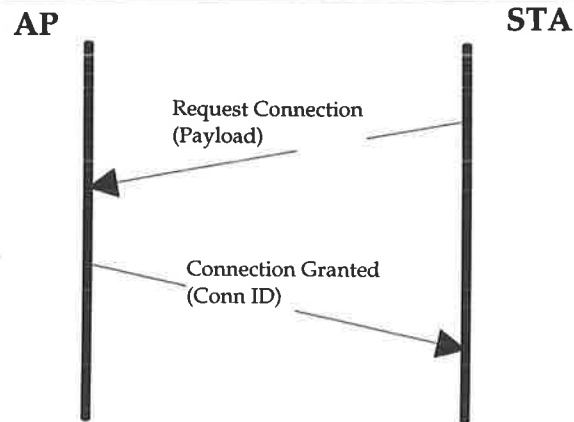 AP
STA
Request Connection
(Payload)
Connection Granted
(Conn ID)